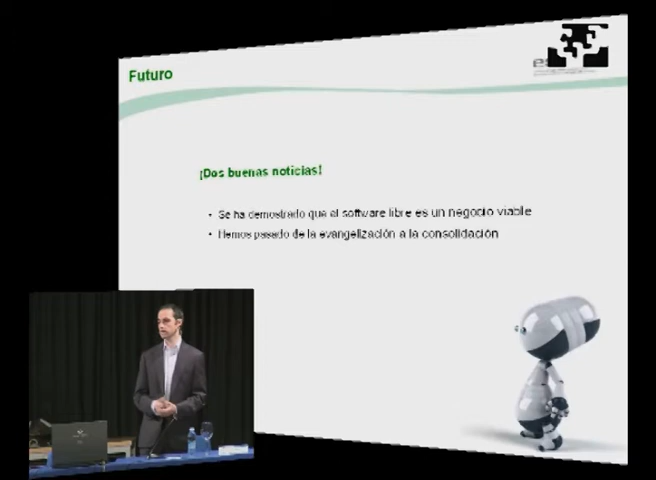 Futuro
¡Dos buenas noticias!
• Se ha demostrado que el software libre es un negocio viable
• Hemos pasado de la evangelización a la consolidación